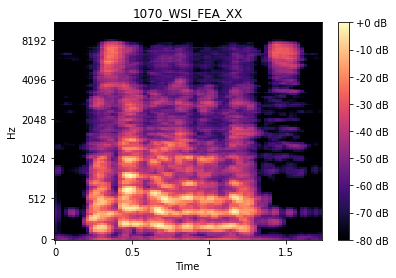 1070_WSI_FEA_XX
8192
4096
2048
1024
512
0
Hz
0
0.5
1
1.5
Time
+0 dB
-10 dB
-20 dB
-30 dB
-40 dB
-50 dB
-60 dB
-70 dB
-80 dB